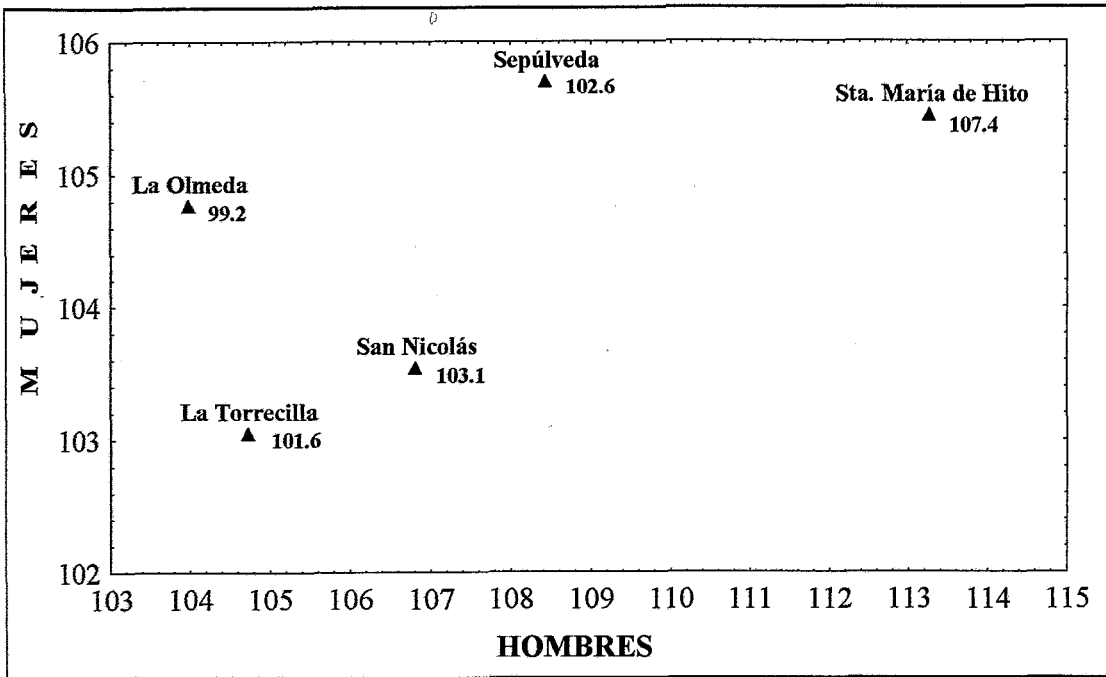 106
105
104
103
102
MUJERES
Sepúlveda
102.6
Sta. María de Hito
107.4
La Olmeda
99.2
San Nicolás
103.1
La Torrecilla
101.6
103 104 105 106 107 108 109 110 111 112 113 114 115
HOMBRES